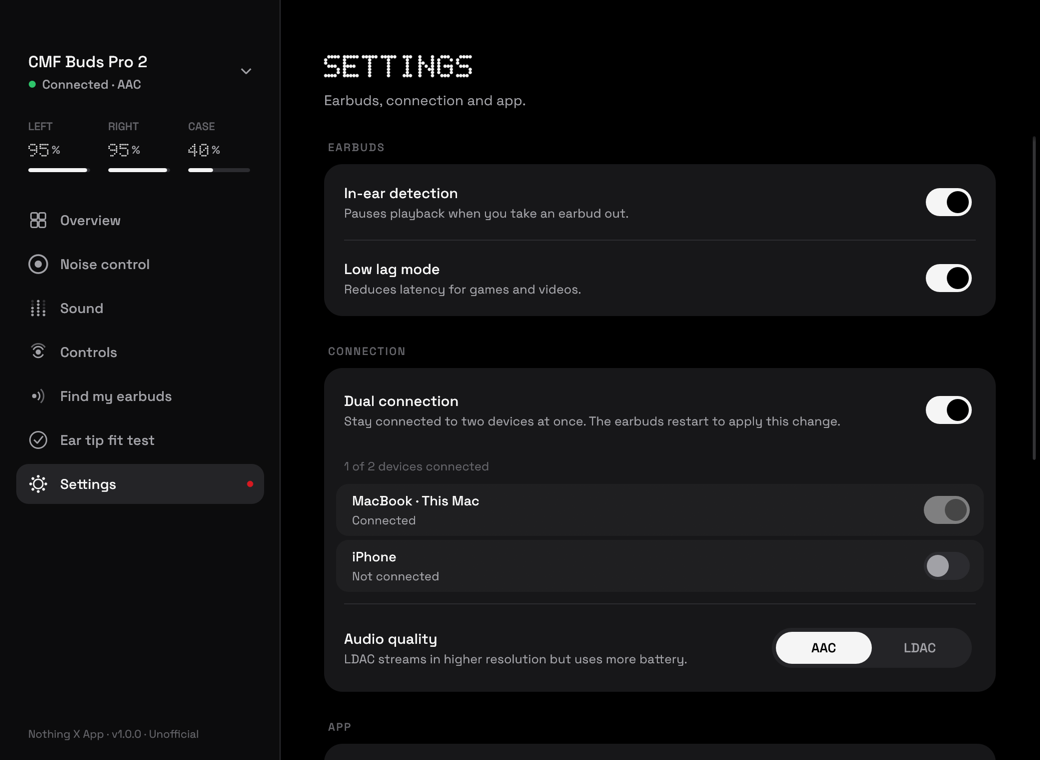 CMF Buds Pro 2
Connected · AAC
LEFT RIGHT CASE
95% 95% 40%
Overview
Noise control
Sound
Controls
Find my earbuds
Ear tip fit test
Settings
Nothing X App · v1.0.0 · Unofficial
SETTINGS
Earbuds, connection and app.
EARBUDS
In-ear detection
Pauses playback when you take an earbud out.
Low lag mode
Reduces latency for games and videos.
CONNECTION
Dual connection
Stay connected to two devices at once. The earbuds restart to apply this change.
1 of 2 devices connected
MacBook · This Mac
Connected
iPhone
Not connected
Audio quality
LDAC streams in higher resolution but uses more battery.
AAC LDAC
APP